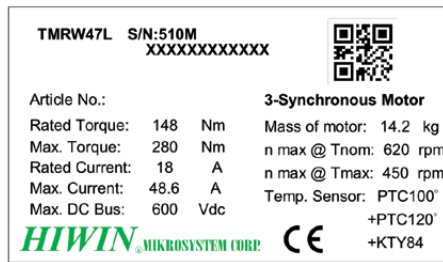 TMRW47L S/N:510M
XXXXXXXXXXXX
Article No.:
Rated Torque: 148 Nm
Max. Torque: 280 Nm
Rated Current: 18 A
Max. Current: 48.6 A
Max. DC Bus: 600 Vdc
3-Synchronous Motor
Mass of motor: 14.2 kg
n max @ Tnom: 620 rpm
n max @ Tmax: 450 rpm
Temp. Sensor: PTC100°
+PTC120°
+KTY84
HIWIN® MIKROSYSTEM CORP.
CE